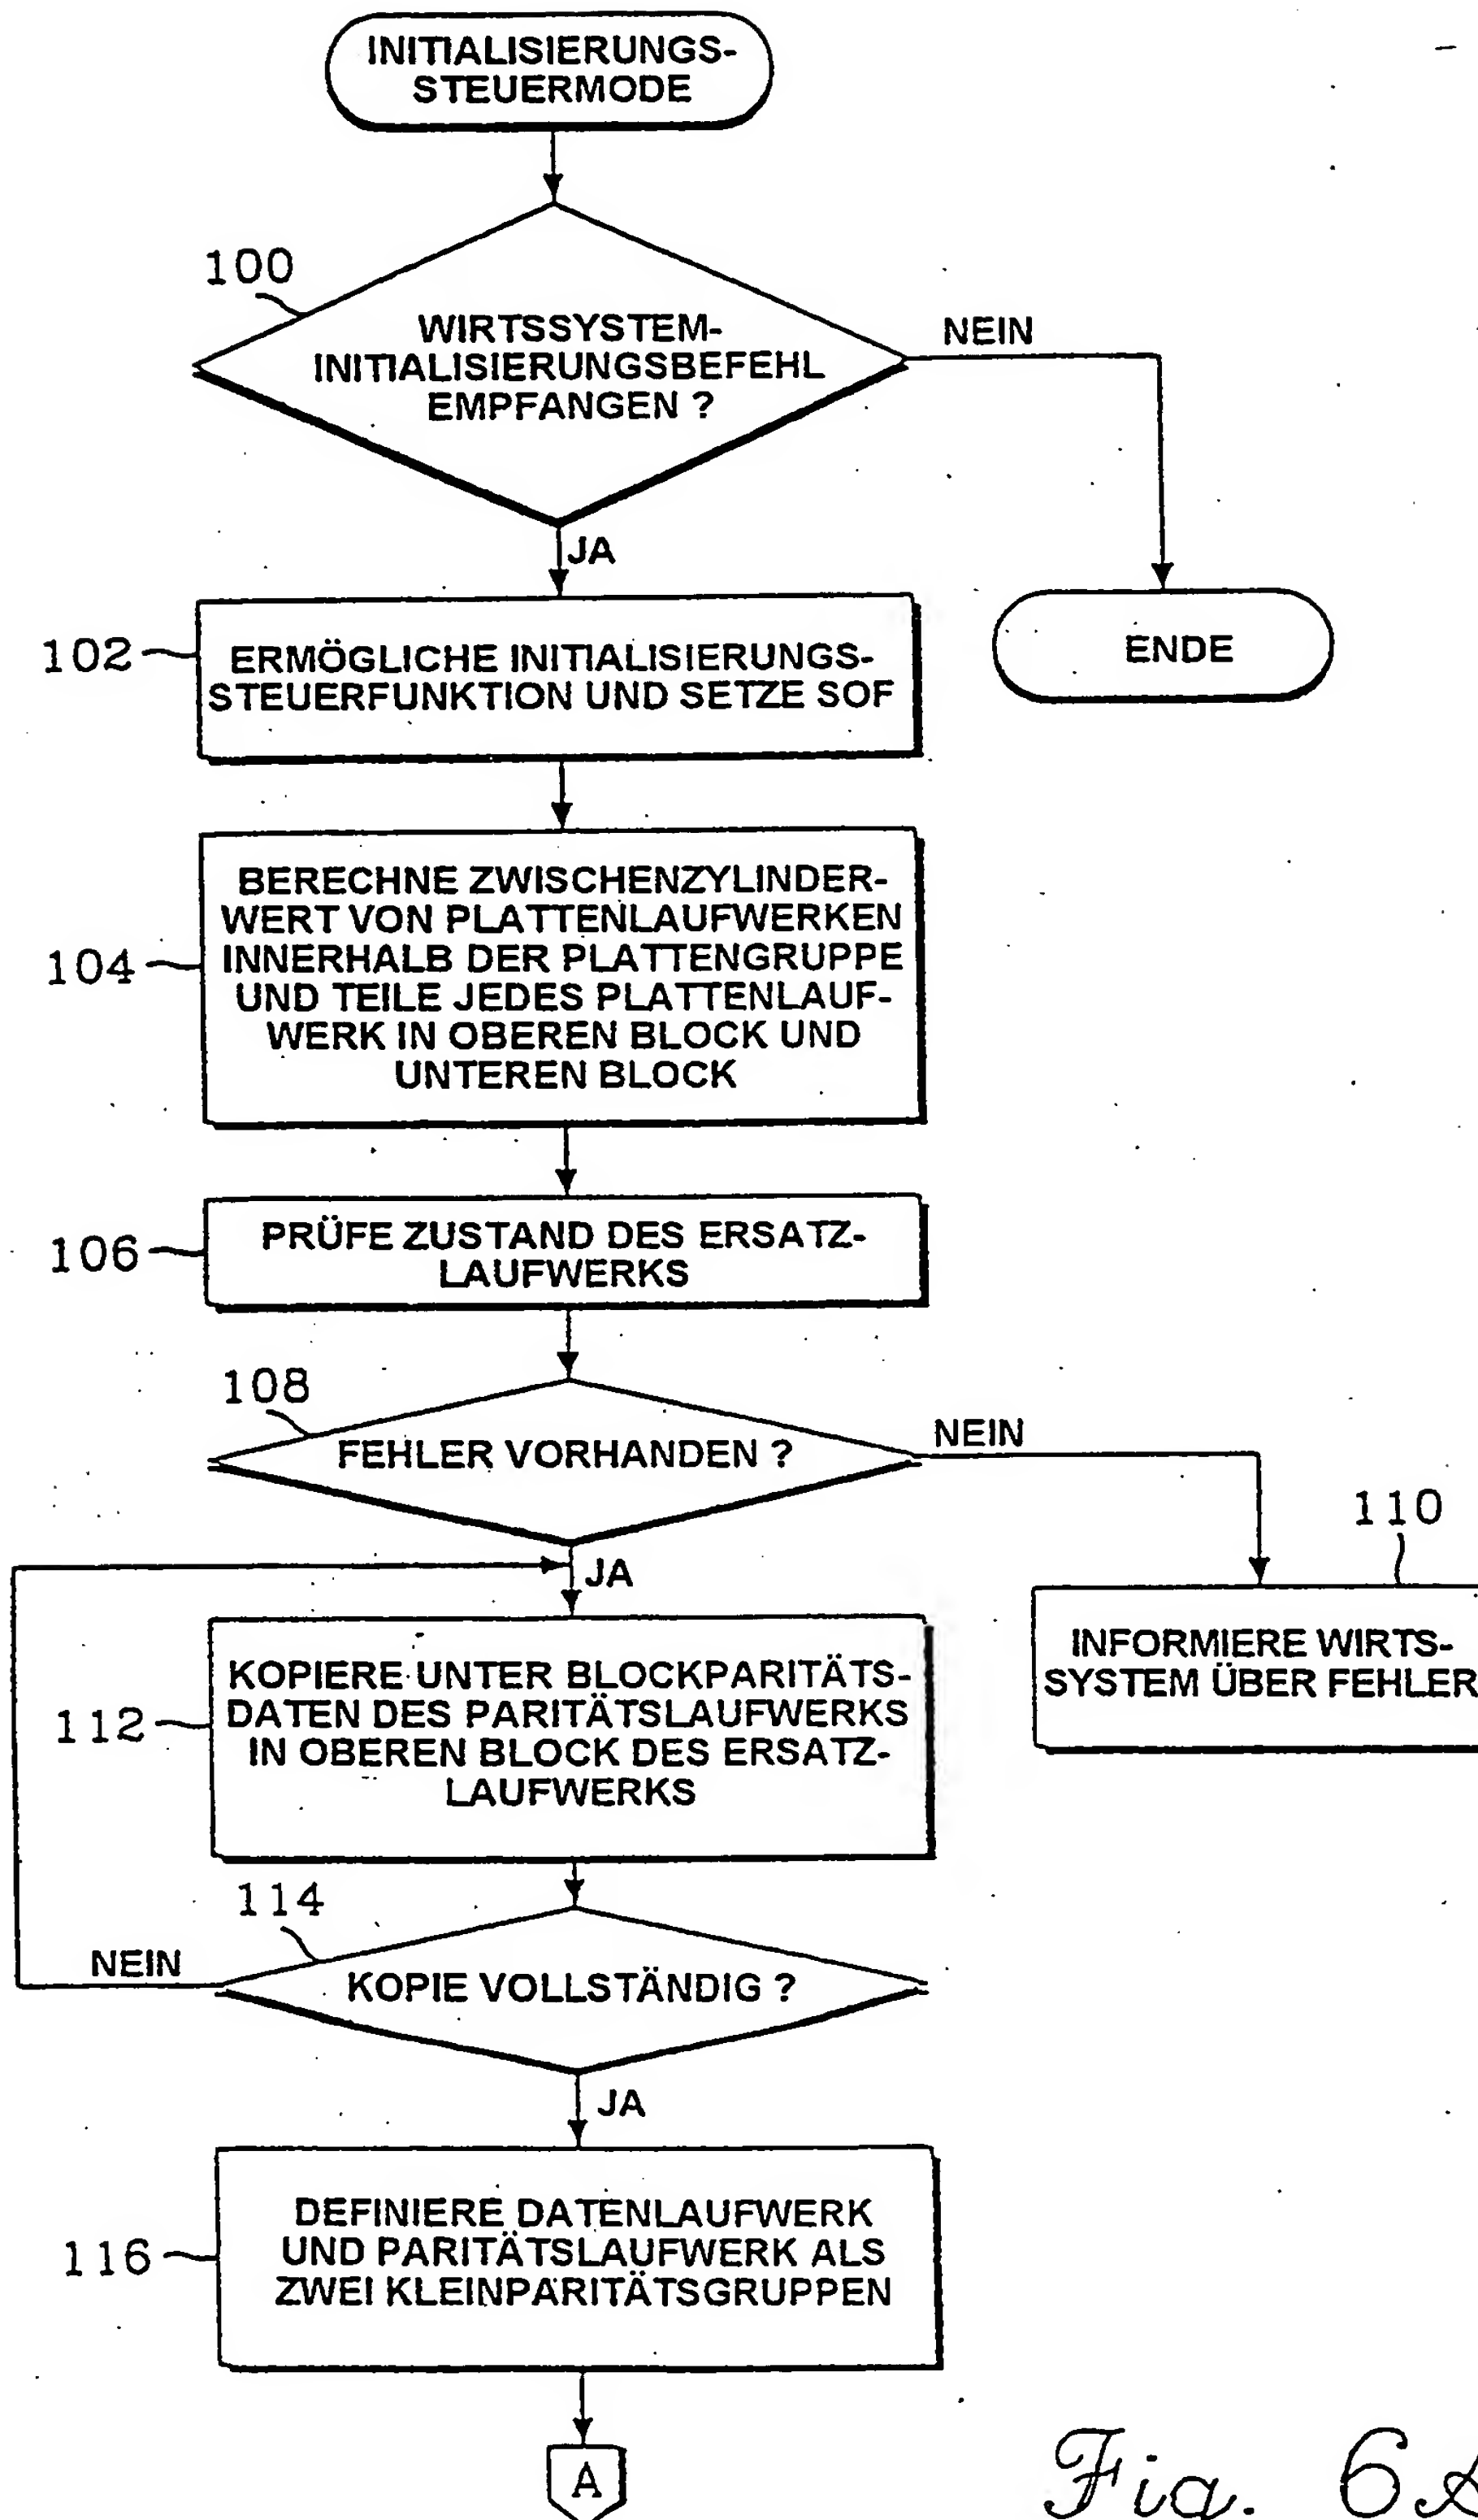 INITIALISIERUNGS-
STEUERMODE
100
WIRTSSYSTEM-
INITIALISIERUNGSBEFEHL
EMPFANGEN ?
NEIN
JA
ENDE
102
ERMÖGLICHE INITIALISIERUNGS-
STEUERFUNKTION UND SETZE SOF
104
BERECHNE ZWISCHENZYLINDER-
WERT VON PLATTENLAUFWERKEN
INNERHALB DER PLATTENGRUPPE
UND TEILE JEDES PLATTENLAUF-
WERK IN OBEREN BLOCK UND
UNTEREN BLOCK
106
PRÜFE ZUSTAND DES ERSATZ-
LAUFWERKS
108
FEHLER VORHANDEN ?
NEIN
JA
110
INFORMIERE WIRTS-
SYSTEM ÜBER FEHLER
112
KOPIERE UNTER BLOCKPARITÄTS-
DATEN DES PARITÄTSLAUFWERKS
IN OBEREN BLOCK DES ERSATZ-
LAUFWERKS
114
NEIN
KOPIE VOLLSTÄNDIG ?
JA
116
DEFINIERE DATENLAUFWERK
UND PARITÄTSLAUFWERK ALS
ZWEI KLEINPARITÄTSGRUPPEN
A
Fig. 6A